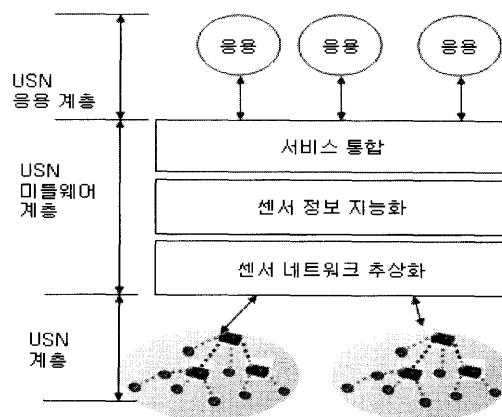 응용 응용 응용
USN
응용 계층
서비스 통합
USN
미들웨어
계층
센서 정보 지능화
센서 네트워크 추상화
USN
계층